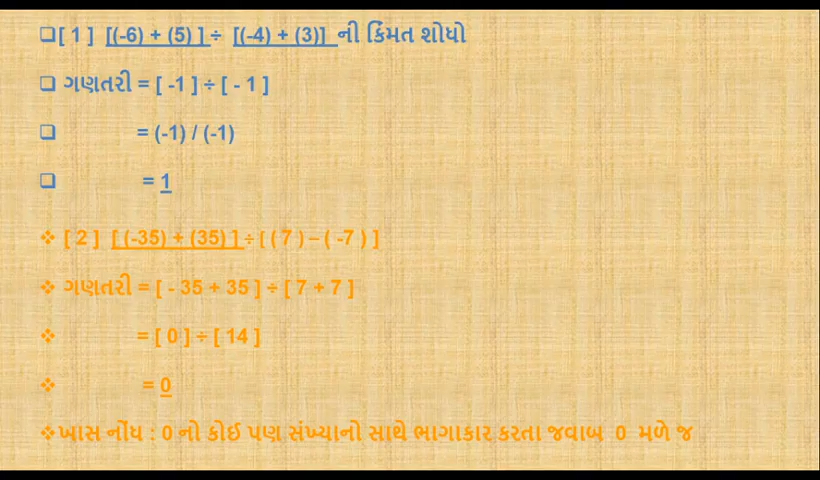 [ 1 ] [(-6) + (5) ] ÷ [(-4) + (3)] ની કિંમત શોધો
ગણતરી = [ -1 ] ÷ [ - 1 ]
= (-1) / (-1)
= 1
[ 2 ] [ (-35) + (35) ] ÷ [ ( 7 ) – ( -7 ) ]
ગણતરી = [ - 35 + 35 ] ÷ [ 7 + 7 ]
= [ 0 ] ÷ [ 14 ]
= 0
ખાસ નોંધ : 0 નો કોઈ પણ સંખ્યાનો સાથે ભાગાકાર કરતા જવાબ 0 મળે જ